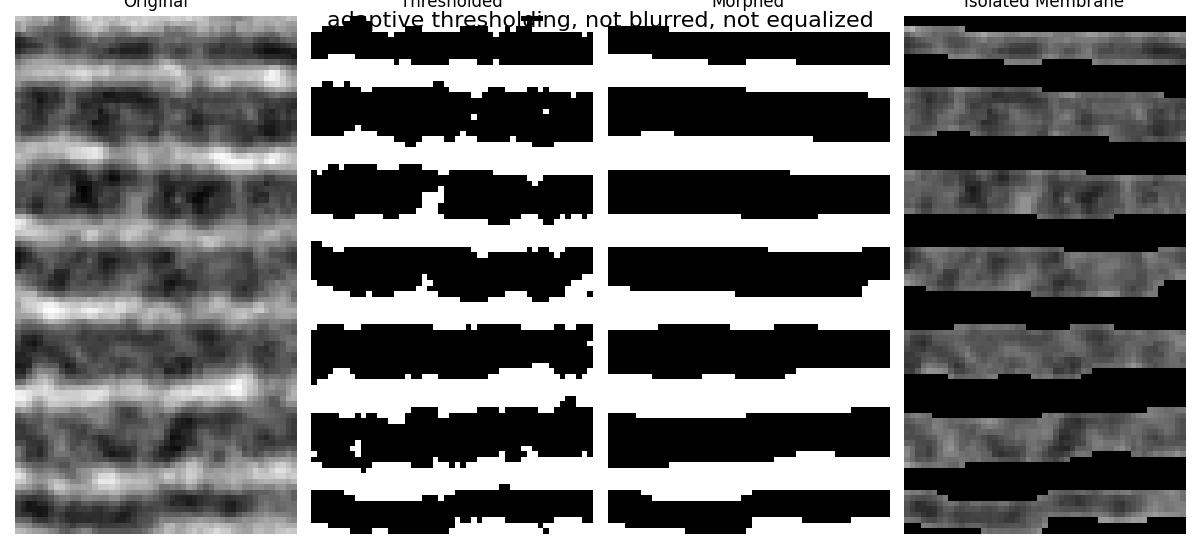 adaptive thresholding, not blurred, not equalized
Original
Thresholded
Morphed
Isolated Membrane